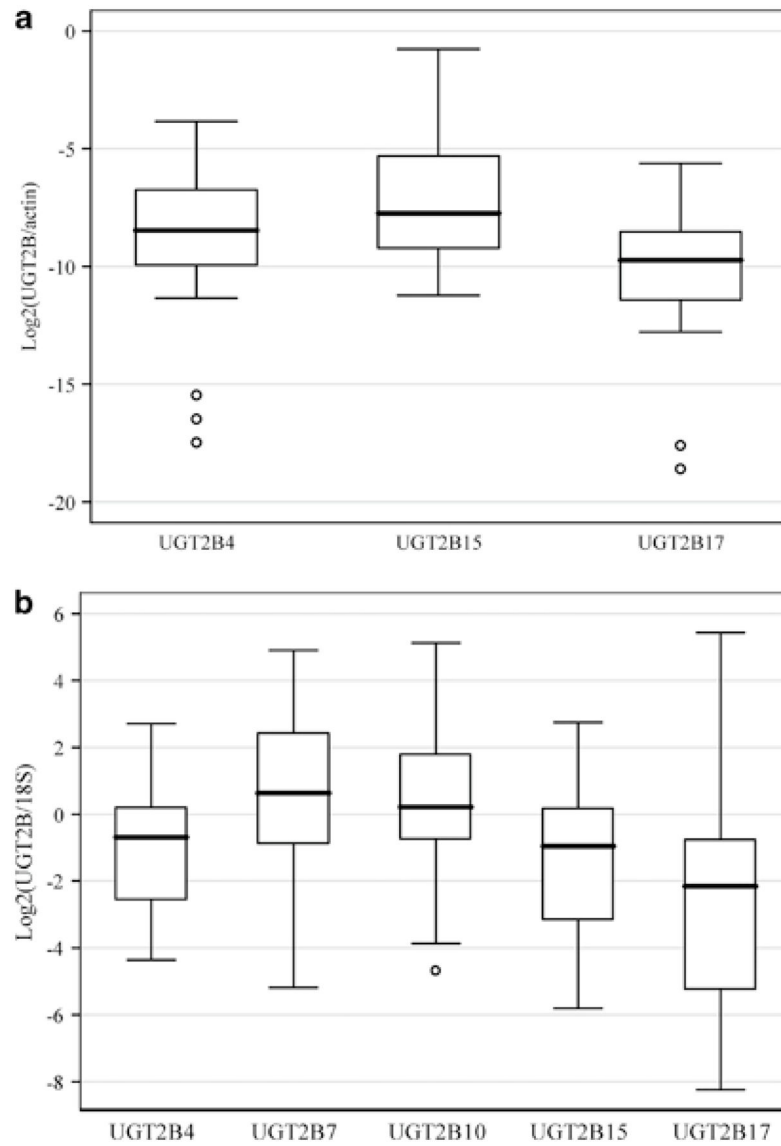 a
0
-5
-10
-15
-20
Log2(UGT2B/actin)
UGT2B4 UGT2B15 UGT2B17
b
6
4
2
0
-2
-4
-6
-8
Log2(UGT2B/18S)
UGT2B4 UGT2B7 UGT2B10 UGT2B15 UGT2B17